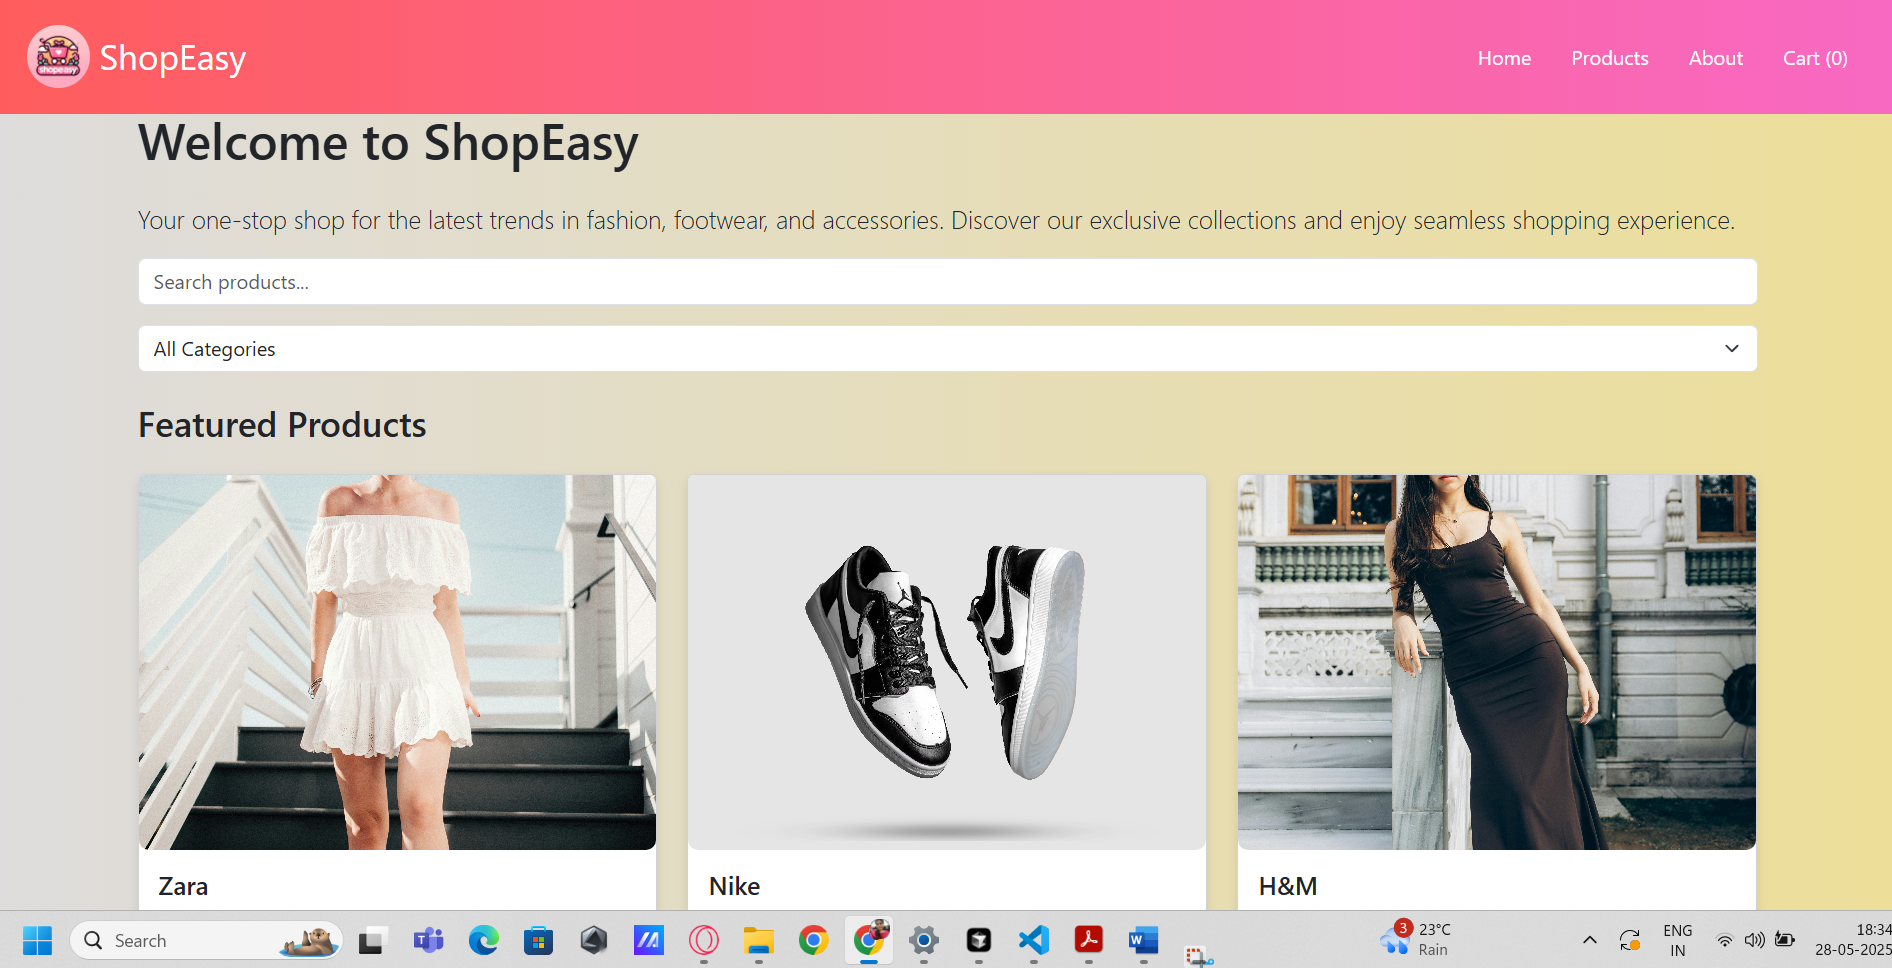 shopeasy
ShopEasy
Home
Products
About
Cart (0)
Welcome to ShopEasy
Your one-stop shop for the latest trends in fashion, footwear, and accessories. Discover our exclusive collections and enjoy seamless shopping experience.
Search products...
All Categories
Featured Products
Zara
Nike
H&M
Search
3
23°C
Rain
ENG
IN
18:34
28-05-2025